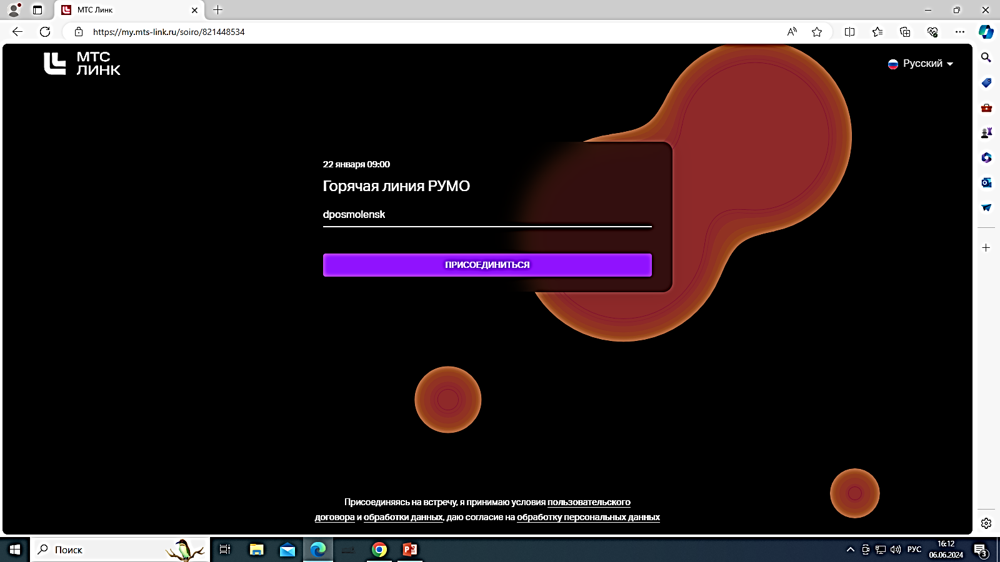 МТС Линк
https://my.mts-link.ru/soiro/821448534
МТС
ЛИНК
Русский
22 января 09:00
Горячая линия РУМО
dposmolensk
ПРИСОЕДИНИТЬСЯ
Присоединяясь на встречу, я принимаю условия пользовательского
договора и обработки данных, даю согласие на обработку персональных данных
Поиск
РУС
16:12
06.06.2024
3